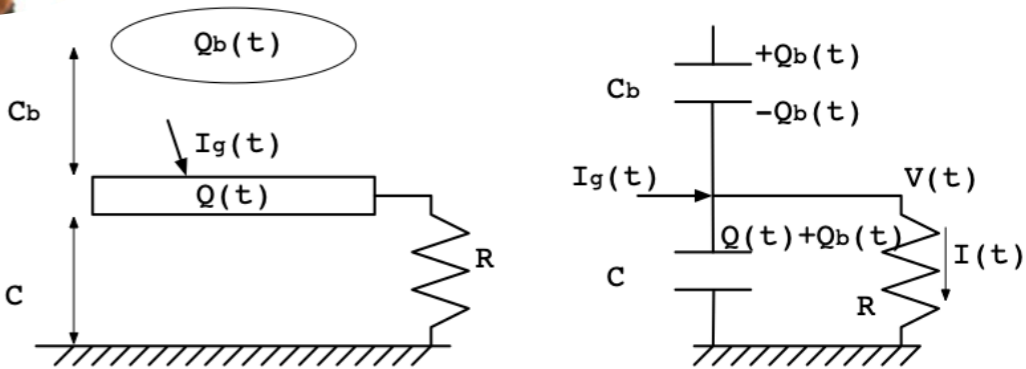 Qb(t)
Cb
Ig(t)
Q(t)
R
C
+Qb(t)
Cb
-Qb(t)
Ig(t)
V(t)
Q(t)+Qb(t)
I(t)
C
R